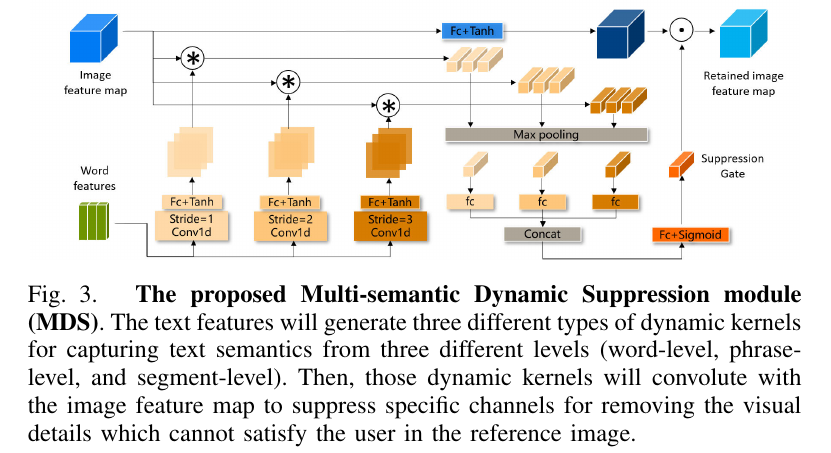 Fc+Tanh
Image
feature map
Retained image
feature map
Max pooling
Word
features
Suppression
Gate
Fc+Tanh
Fc+Tanh
Fc+Tanh
fc
fc
fc
Stride=1
Conv1d
Stride=2
Conv1d
Stride=3
Conv1d
Concat
Fc+Sigmoid
Fig. 3. The proposed Multi-semantic Dynamic Suppression module
(MDS). The text features will generate three different types of dynamic kernels
for capturing text semantics from three different levels (word-level, phrase-
level, and segment-level). Then, those dynamic kernels will convolute with
the image feature map to suppress specific channels for removing the visual
details which cannot satisfy the user in the reference image.